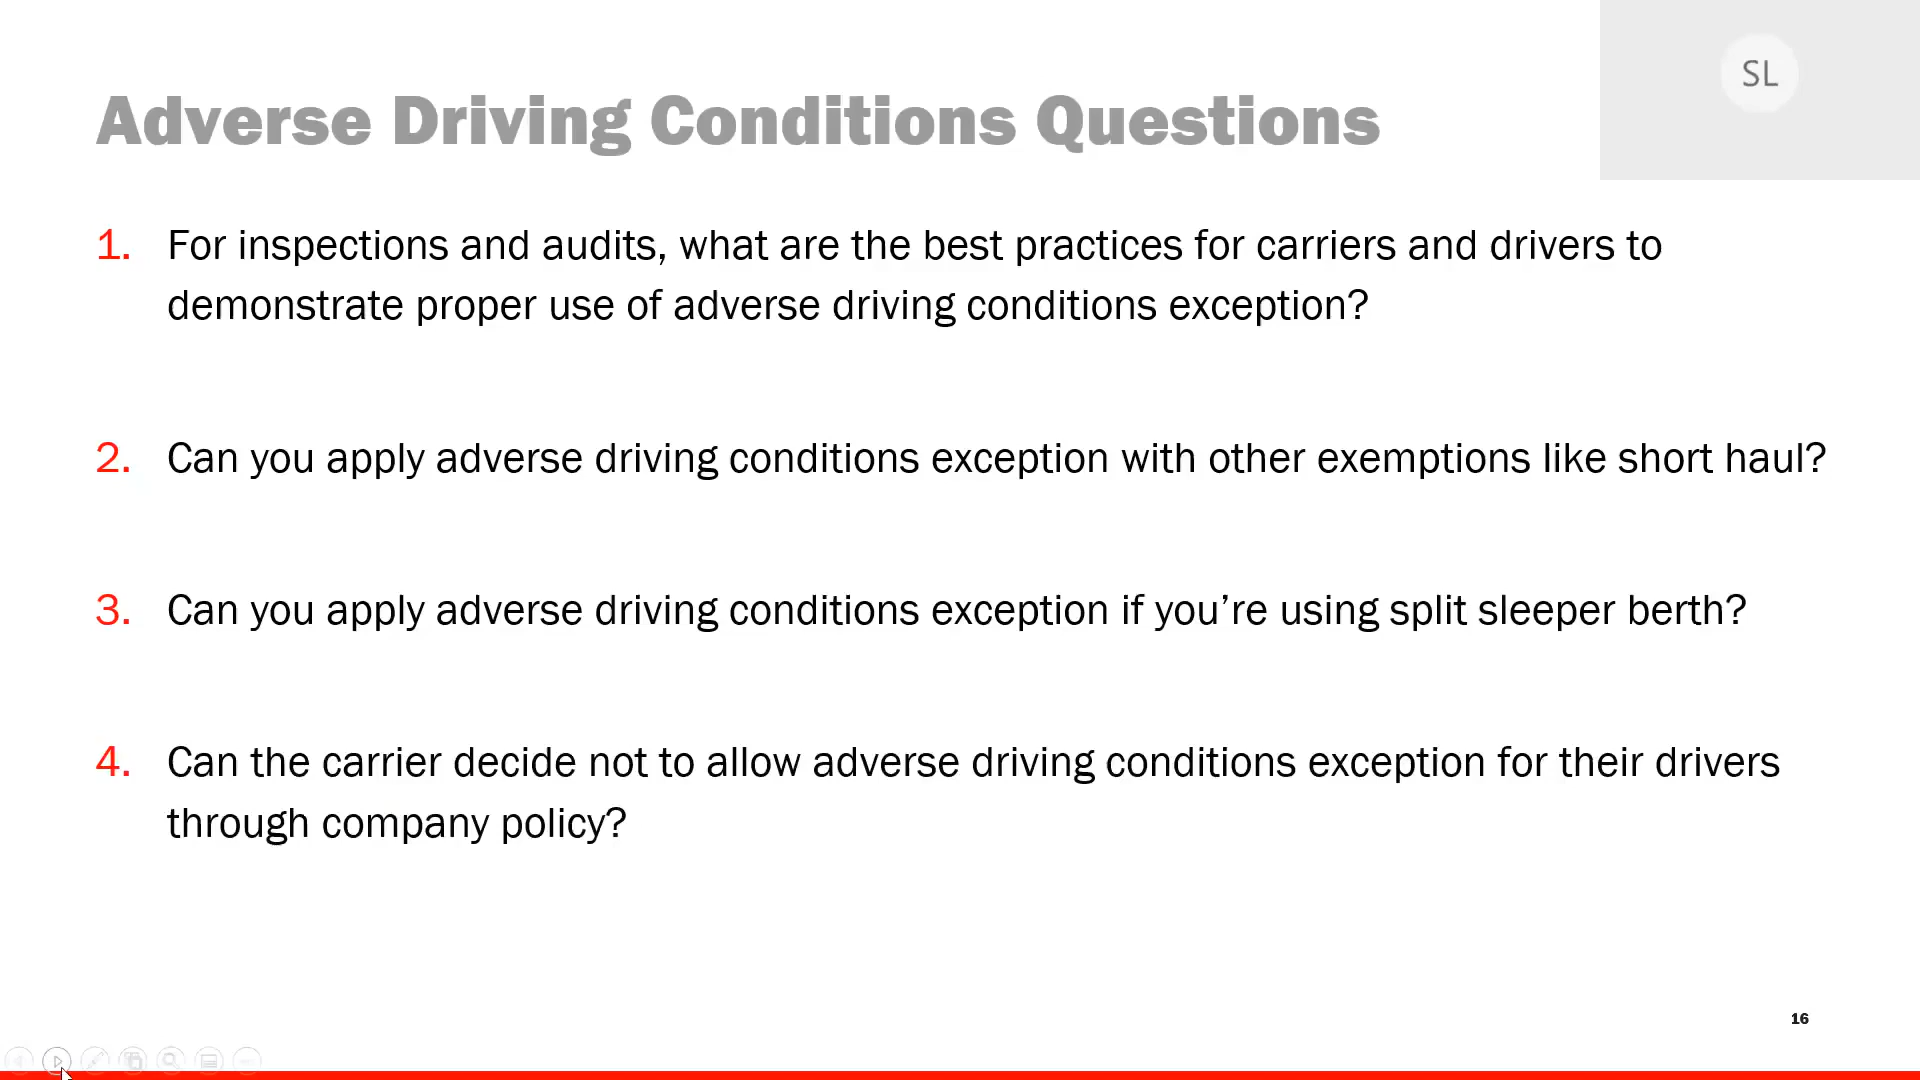 SL
Adverse Driving Conditions Questions
1. For inspections and audits, what are the best practices for carriers and drivers to
demonstrate proper use of adverse driving conditions exception?
2. Can you apply adverse driving conditions exception with other exemptions like short haul?
3. Can you apply adverse driving conditions exception if you’re using split sleeper berth?
4. Can the carrier decide not to allow adverse driving conditions exception for their drivers
through company policy?
16